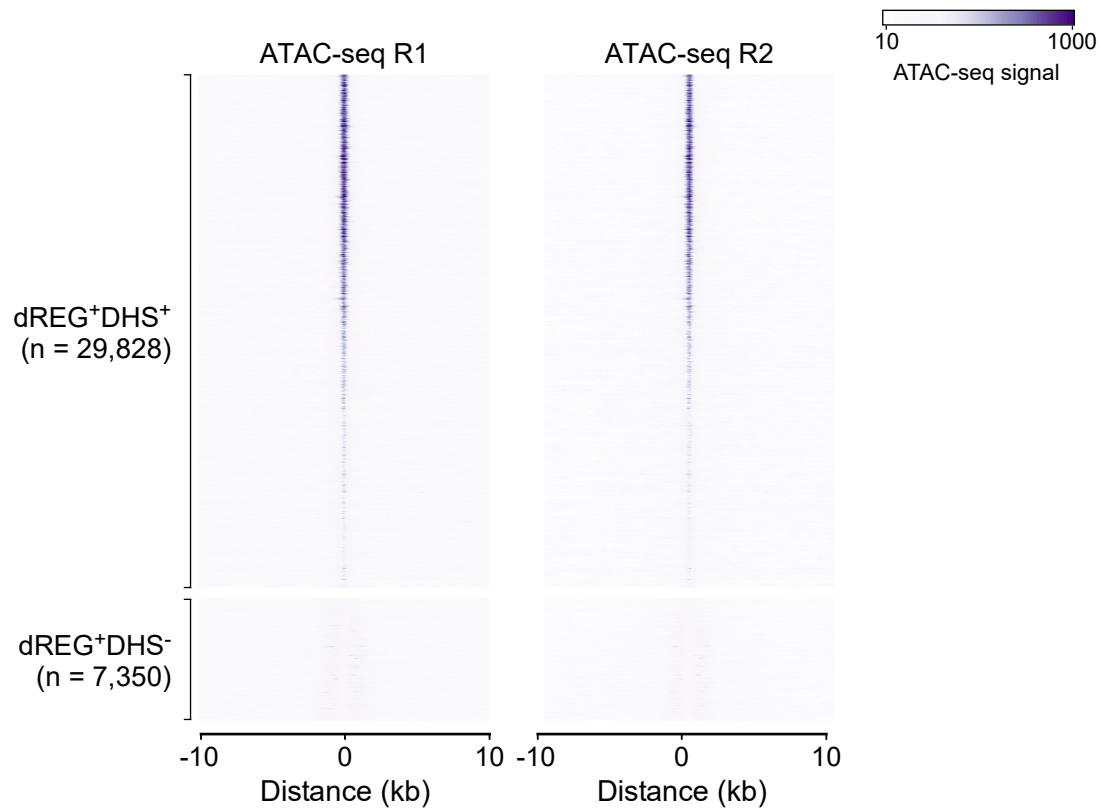 10 1000
ATAC-seq signal
ATAC-seq R1 ATAC-seq R2
dREG⁺DHS⁺
(n = 29,828)
dREG⁺DHS⁻
(n = 7,350)
-10 0 10 -10 0 10
Distance (kb) Distance (kb)